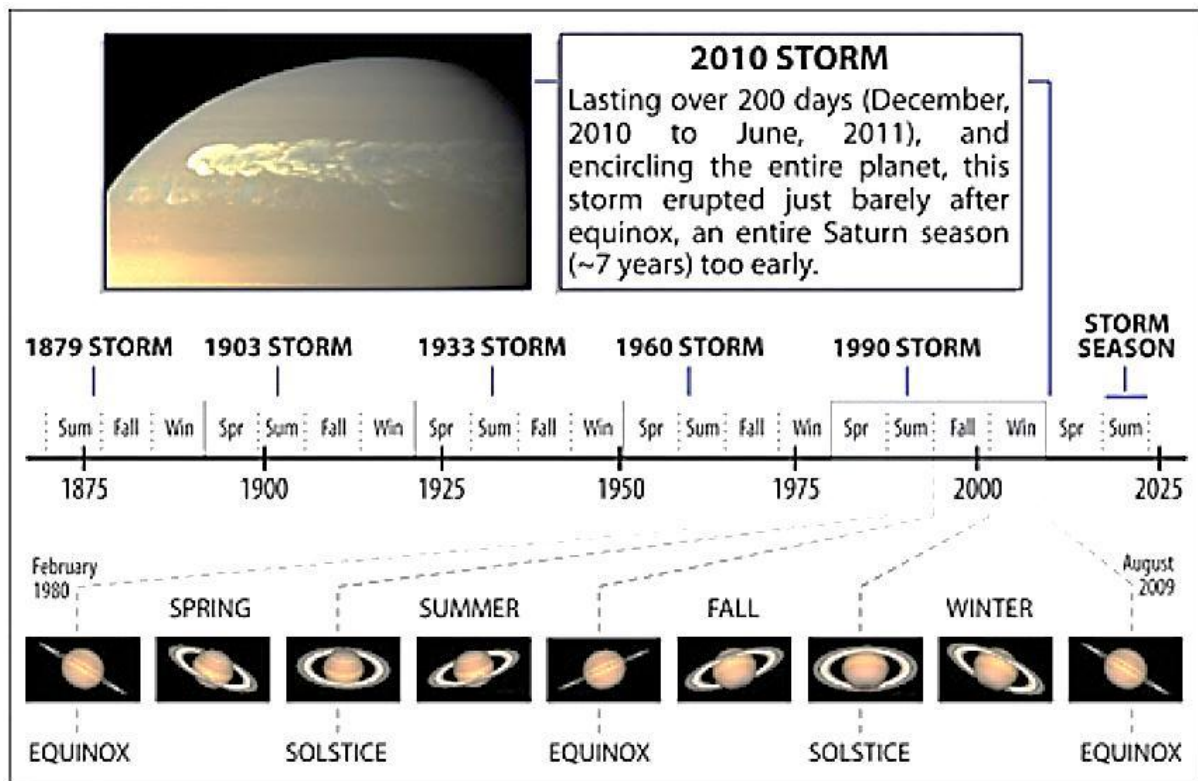 2010 STORM
Lasting over 200 days (December,
2010 to June, 2011), and
encircling the entire planet, this
storm erupted just barely after
equinox, an entire Saturn season
(~7 years) too early.
1879 STORM 1903 STORM 1933 STORM 1960 STORM 1990 STORM STORM
SEASON
Sum Fall Win Spr Sum Fall Win Spr Sum Fall Win Spr Sum Fall Win Spr Sum Fall Win Spr Sum
1875 1900 1925 1950 1975 2000 2025
February
1980
August
2009
SPRING SUMMER FALL WINTER
EQUINOX SOLSTICE EQUINOX SOLSTICE EQUINOX